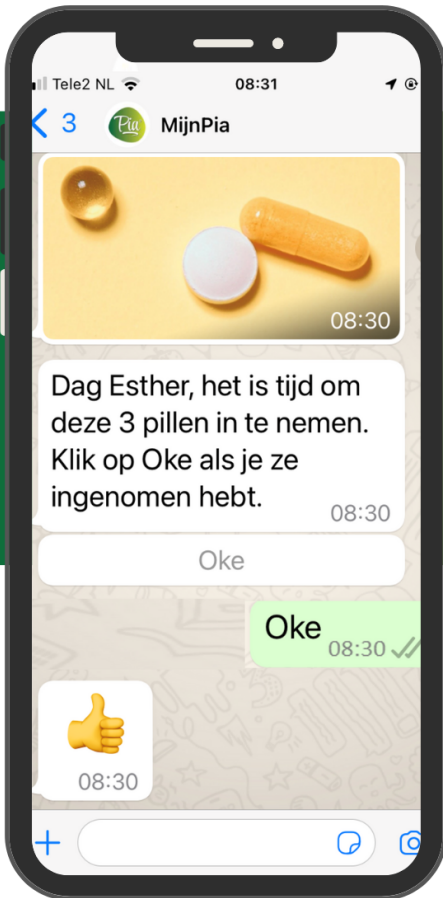 Tele2 NL 08:31
3 Pia MijnPia
08:30
Dag Esther, het is tijd om
deze 3 pillen in te nemen.
Klik op Oke als je ze
ingenomen hebt.
08:30
Oke
Oke
08:30
👍
08:30